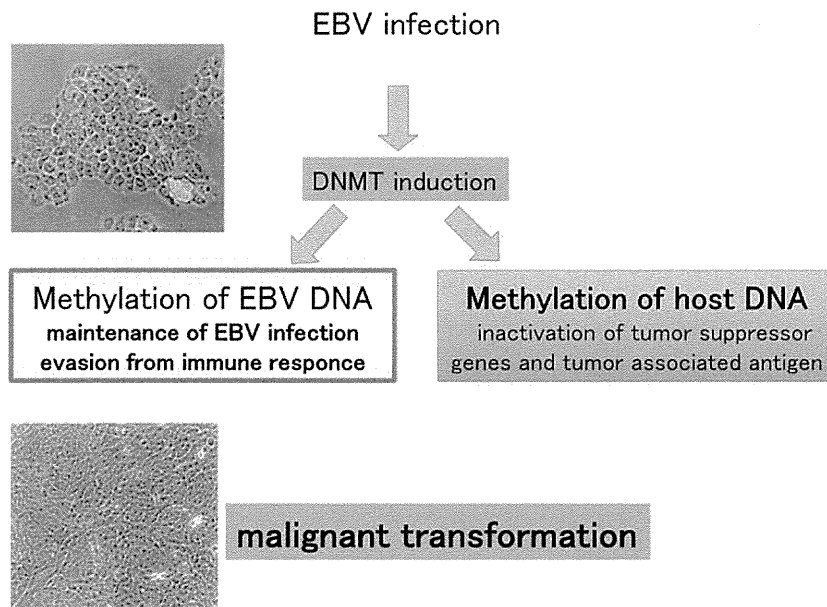 EBV infection
DNMT induction
Methylation of EBV DNA
maintenance of EBV infection
evasion from immune responce
Methylation of host DNA
inactivation of tumor suppressor
genes and tumor associated antigen
malignant transformation